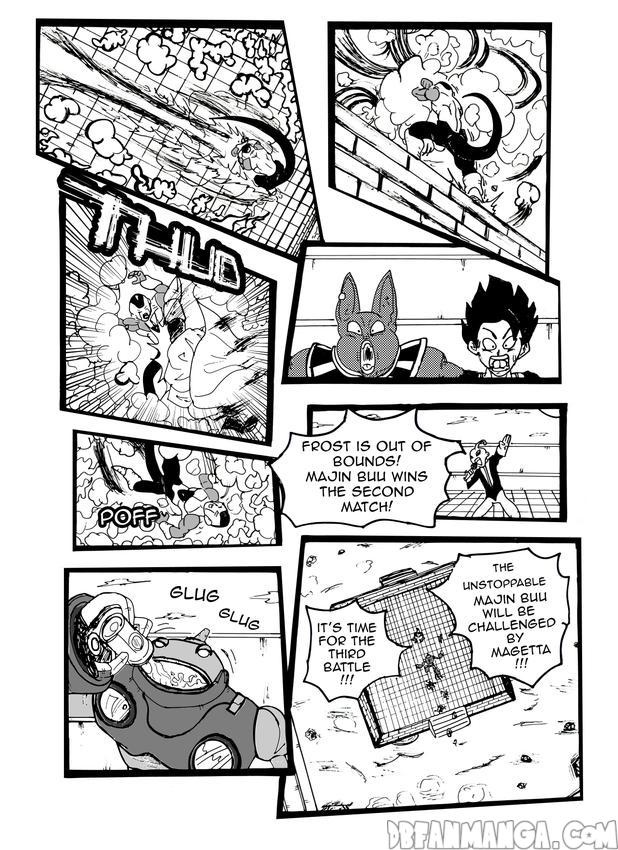 THUD
FROST IS OUT OF
BOUNDS!
MAJIN BUU WINS
THE SECOND
MATCH!
POFF
GLUG
GLUG
IT'S TIME
FOR THE
THIRD
BATTLE
!!!
THE
UNSTOPPABLE
MAJIN BUU
WILL BE
CHALLENGED
BY
MAGETTA
!!!
DBFANMANGA.COM